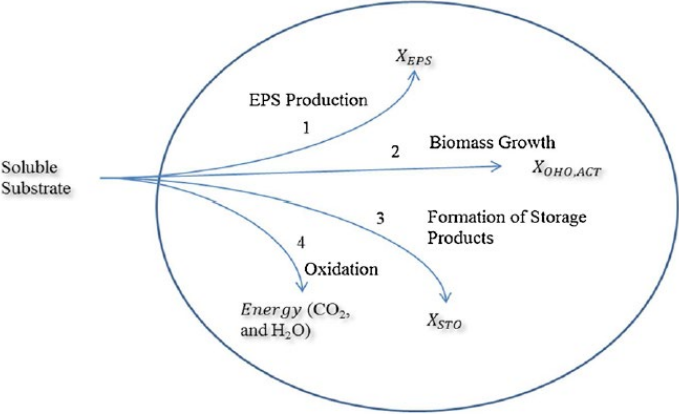 X_EPS
EPS Production
1
2
Biomass Growth
Soluble
Substrate
X_OHO,ACT
3
Formation of Storage
Products
4
Oxidation
Energy (CO₂,
and H₂O)
X_STO